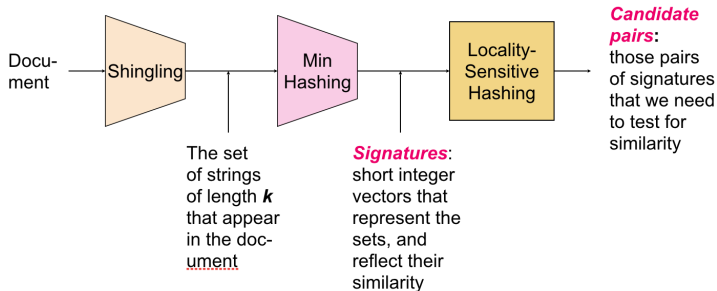 Docu-
ment
Shingling
Min
Hashing
Locality-
Sensitive
Hashing
Candidate
pairs:
those pairs
of signatures
that we need
to test for
similarity
The set
of strings
of length k
that appear
in the doc-
ument
Signatures:
short integer
vectors that
represent the
sets, and
reflect their
similarity